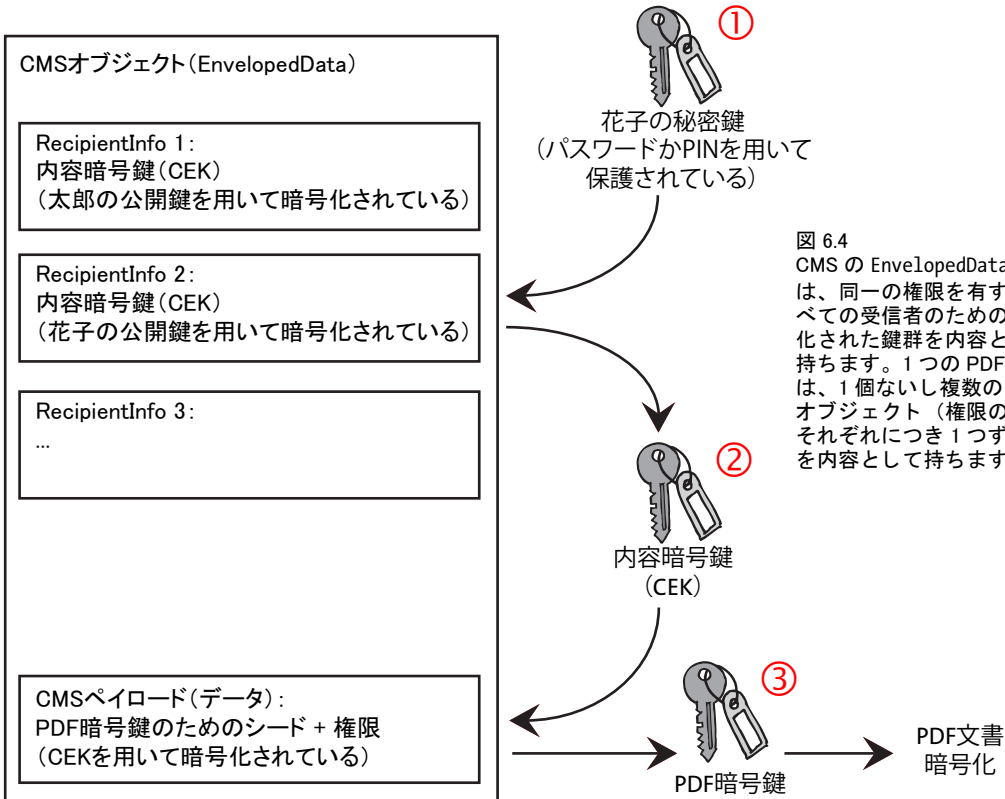 CMSオブジェクト(EnvelopedData)
RecipientInfo 1:
内容暗号鍵(CEK)
(太郎の公開鍵を用いて暗号化されている)
RecipientInfo 2:
内容暗号鍵(CEK)
(花子の公開鍵を用いて暗号化されている)
RecipientInfo 3:
...
CMSペイロード(データ):
PDF暗号鍵のためのシード + 権限
(CEKを用いて暗号化されている)
①
花子の秘密鍵
(パスワードかPINを用いて
保護されている)
②
内容暗号鍵
(CEK)
③
PDF暗号鍵
PDF文書
暗号化
図 6.4
CMS の EnvelopedData
は、同一の権限を有す
べての受信者のための
化された鍵群を内容と
持ちます。1 つの PDF
は、1 個ないし複数の
オブジェクト（権限の
それぞれにつき 1 つず
を内容として持ちます